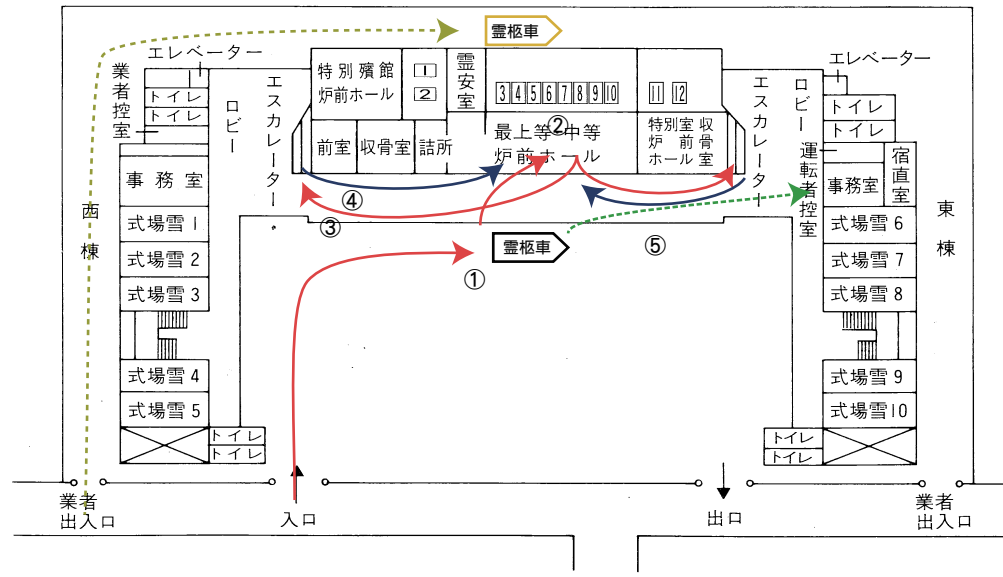 霊柩車
エレベーター
業者控室
トイレ
トイレ
ロビー
エスカレーター
特別殯館
炉前ホール
1
2
霊安室
3 4 5 6 7 8 9 10
11 12
前室
収骨室
詰所
②
最上等・中等
炉前ホール
特別室
炉前
ホール
収骨室
エスカレーター
ロビー
エレベーター
トイレ
トイレ
運転者控室
事務室
宿直室
事務室
西棟
東棟
④
③
①
霊柩車
⑤
式場雪1
式場雪2
式場雪3
式場雪4
式場雪5
トイレ
トイレ
式場雪6
式場雪7
式場雪8
式場雪9
式場雪10
トイレ
トイレ
業者
出入口
入口
出口
業者
出入口